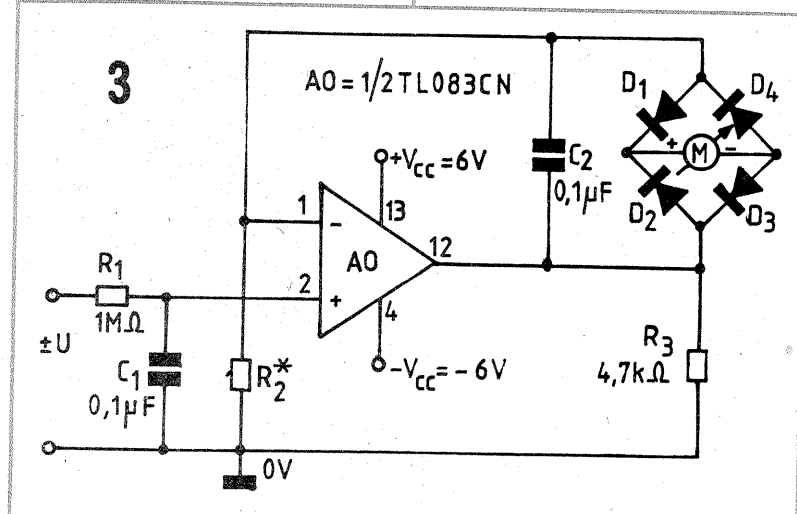 3
AO = 1/2 TL083CN
D1
D4
+
M
-
D2
D3
C2
0,1µF
+VCC = 6V
13
1
-
AO
12
2
+
4
-VCC = - 6V
R1
1MΩ
±U
C1
0,1µF
R2*
R3
4,7kΩ
0V